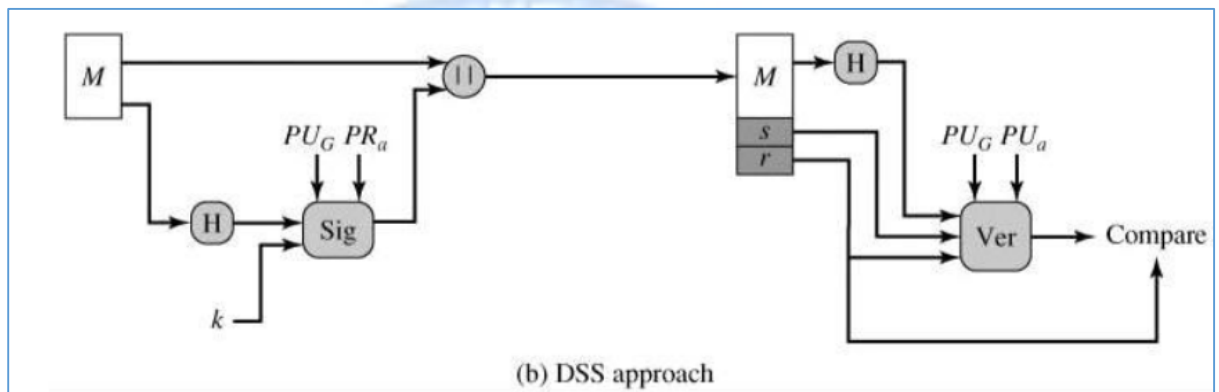 M
||
M
H
s
r
PU_G PR_a
PU_G PU_a
H
Sig
Ver
Compare
k
(b) DSS approach